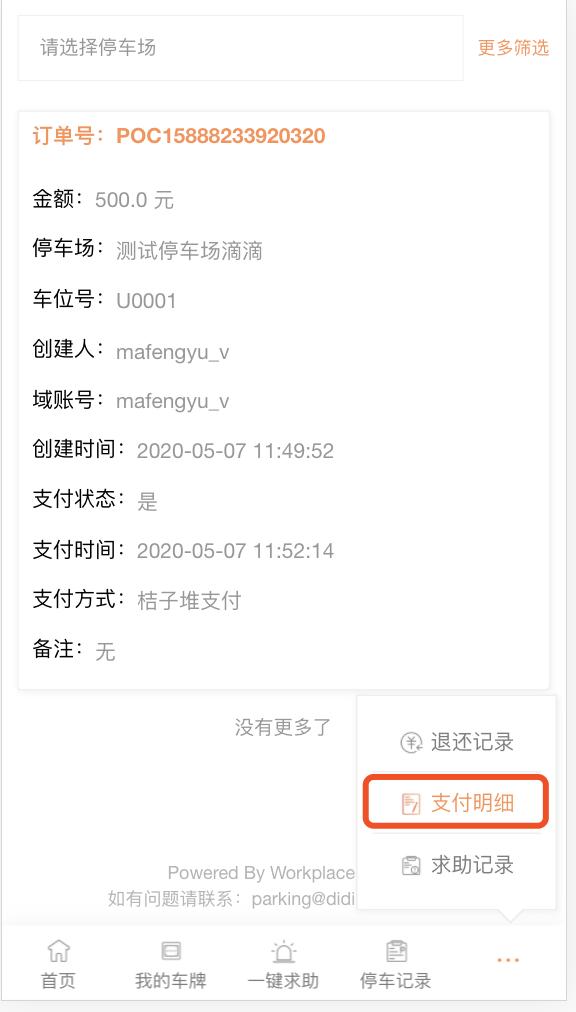 请选择停车场 更多筛选
订单号：POC15888233920320
金额：500.0 元
停车场：测试停车场滴滴
车位号：U0001
创建人：mafengyu_v
域账号：mafengyu_v
创建时间：2020-05-07 11:49:52
支付状态：是
支付时间：2020-05-07 11:52:14
支付方式：桔子堆支付
备注：无
没有更多了
退还记录
支付明细
求助记录
Powered By Workplace
如有问题请联系：parking@didi
首页 我的车牌 一键求助 停车记录 ...